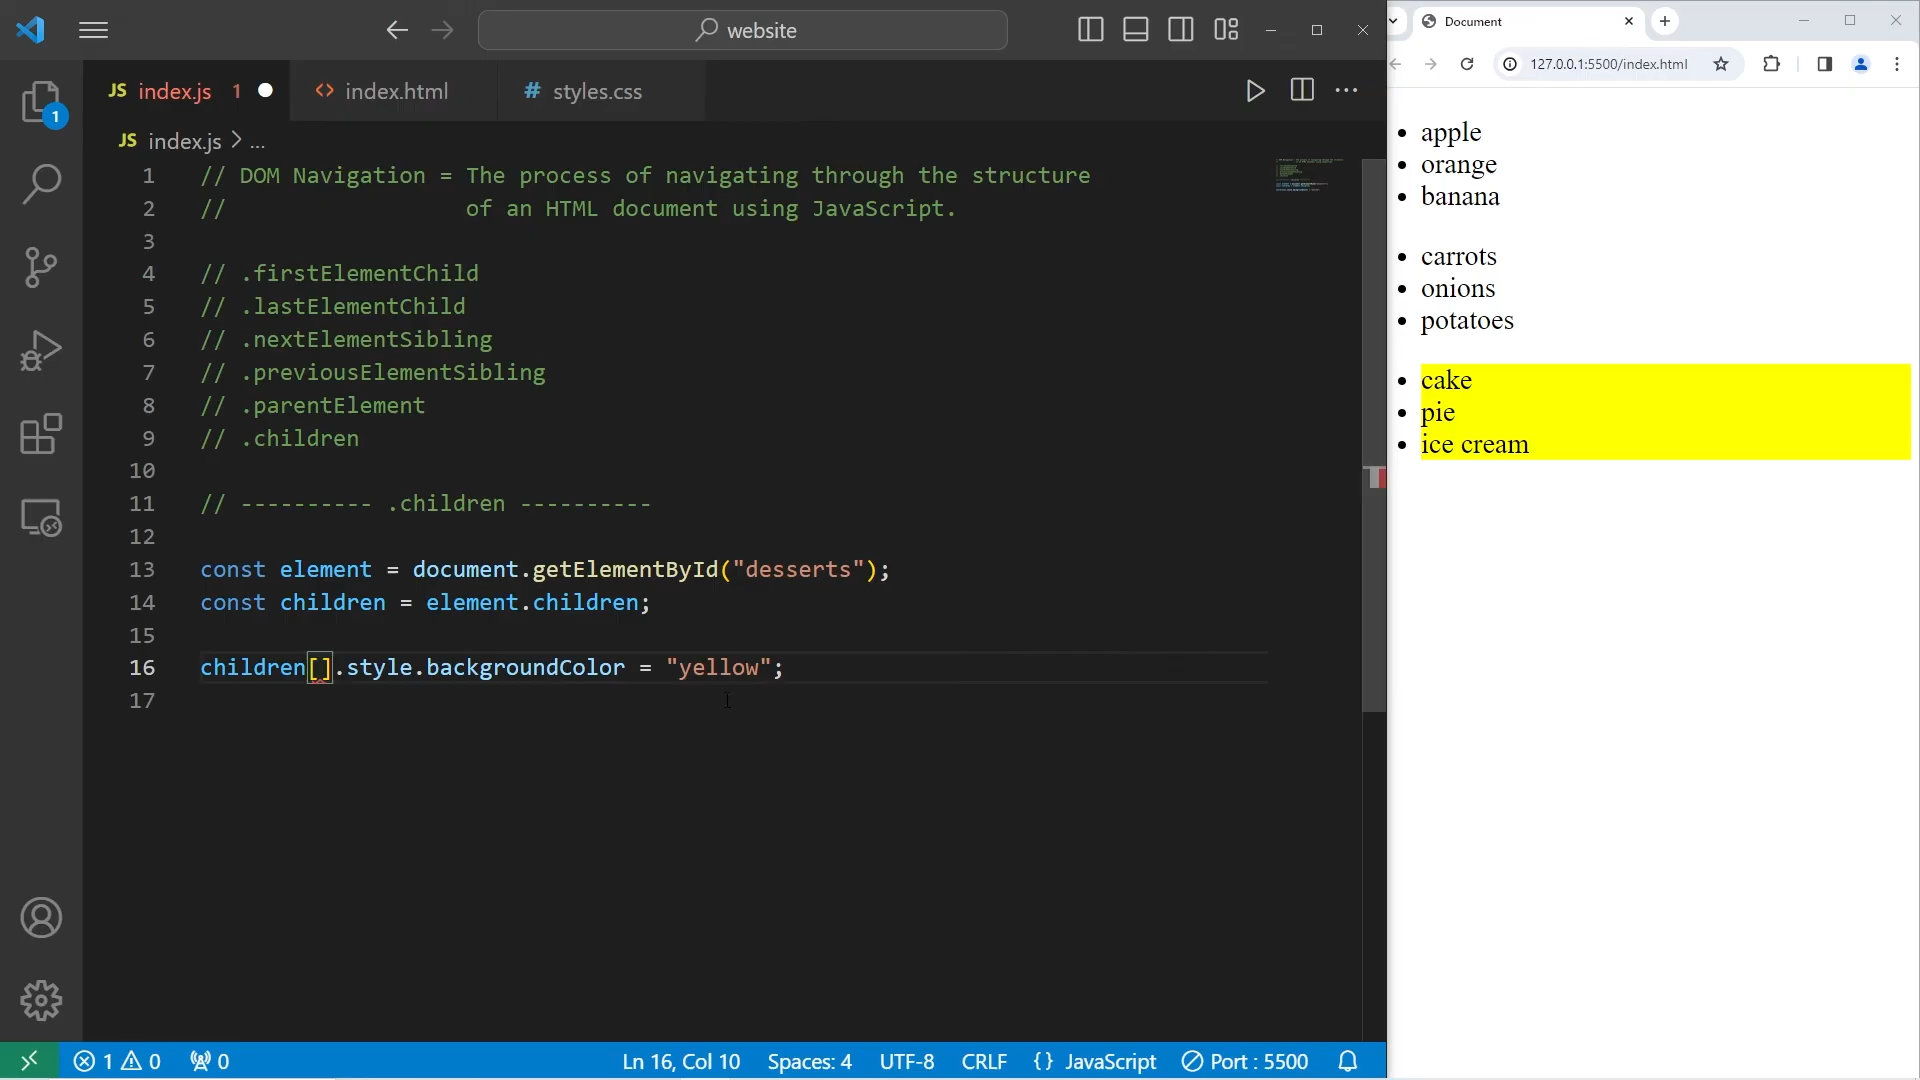 website
Document
127.0.0.1:5500/index.html
1
JS index.js 1
<> index.html
# styles.css
JS index.js > ...
1 // DOM Navigation = The process of navigating through the structure
2 // of an HTML document using JavaScript.
3
4 // .firstElementChild
5 // .lastElementChild
6 // .nextElementSibling
7 // .previousElementSibling
8 // .parentElement
9 // .children
10
11 // ---------- .children ----------
12
13 const element = document.getElementById("desserts");
14 const children = element.children;
15
16 children[].style.backgroundColor = "yellow";
17
apple
orange
banana
carrots
onions
potatoes
cake
pie
ice cream
1 0 0 Ln 16, Col 10 Spaces: 4 UTF-8 CRLF {} JavaScript Port : 5500